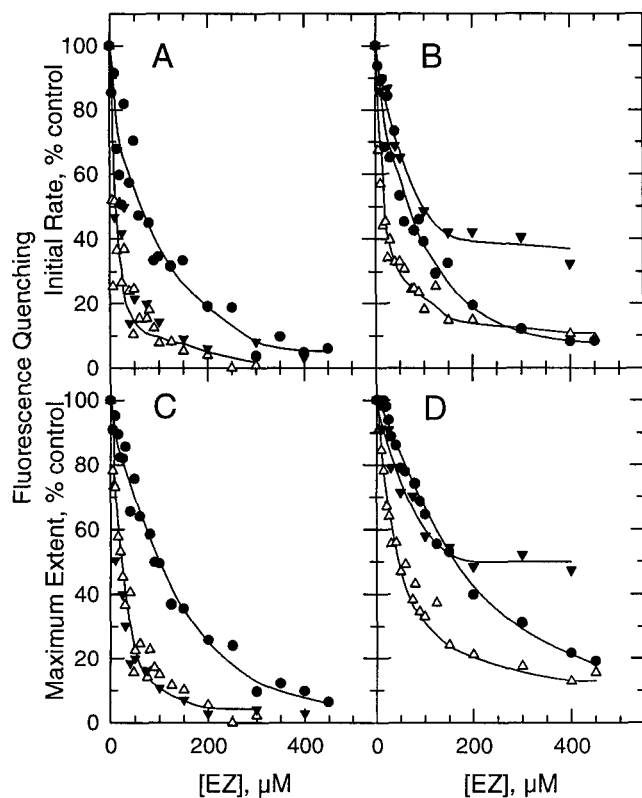 Fluorescence Quenching
Initial Rate, % control
Maximum Extent, % control
A
B
100
80
60
40
20
0
C
D
100
80
60
40
20
0
0
200
400
0
200
400
[EZ], µM
[EZ], µM